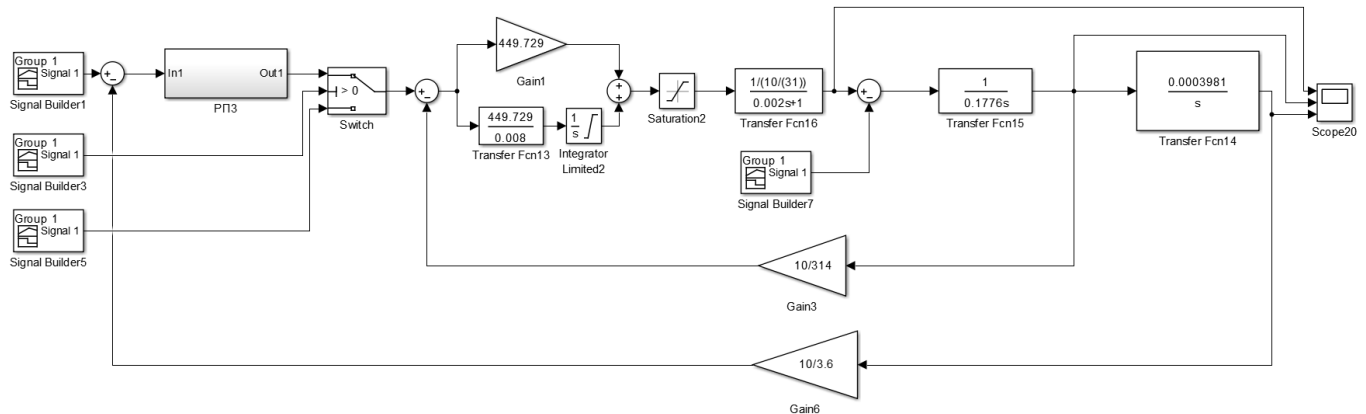 Group 1
Signal 1
Signal Builder1
+
-
In1
Out1
РП3
> 0
Switch
+
-
449.729
Gain1
449.729
0.008
Transfer Fcn13
1
s
Integrator
Limited2
+
+
Saturation2
1/(10/(31))
0.002s+1
Transfer Fcn16
+
-
1
0.1776s
Transfer Fcn15
0.0003981
s
Transfer Fcn14
Scope20
Group 1
Signal 1
Signal Builder3
Group 1
Signal 1
Signal Builder7
Group 1
Signal 1
Signal Builder5
10/314
Gain3
10/3.6
Gain6